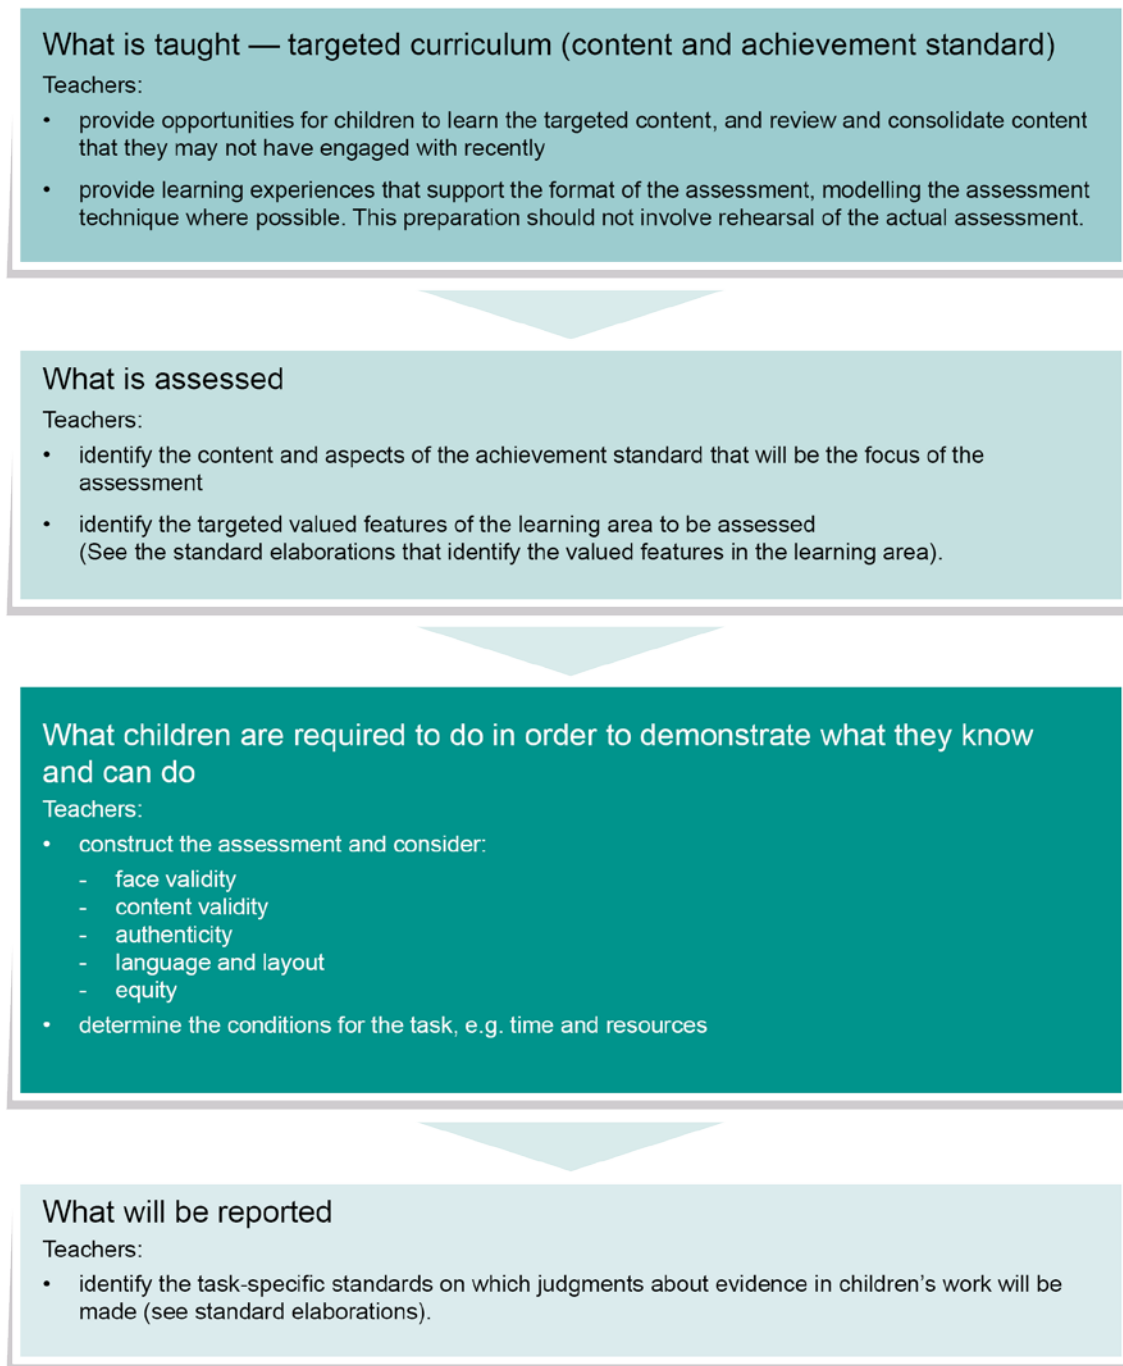 What is taught — targeted curriculum (content and achievement standard)
Teachers:
• provide opportunities for children to learn the targeted content, and review and consolidate content
that they may not have engaged with recently
• provide learning experiences that support the format of the assessment, modelling the assessment
technique where possible. This preparation should not involve rehearsal of the actual assessment.
What is assessed
Teachers:
• identify the content and aspects of the achievement standard that will be the focus of the
assessment
• identify the targeted valued features of the learning area to be assessed
(See the standard elaborations that identify the valued features in the learning area).
What children are required to do in order to demonstrate what they know
and can do
Teachers:
• construct the assessment and consider:
- face validity
- content validity
- authenticity
- language and layout
- equity
• determine the conditions for the task, e.g. time and resources
What will be reported
Teachers:
• identify the task-specific standards on which judgments about evidence in children’s work will be
made (see standard elaborations).